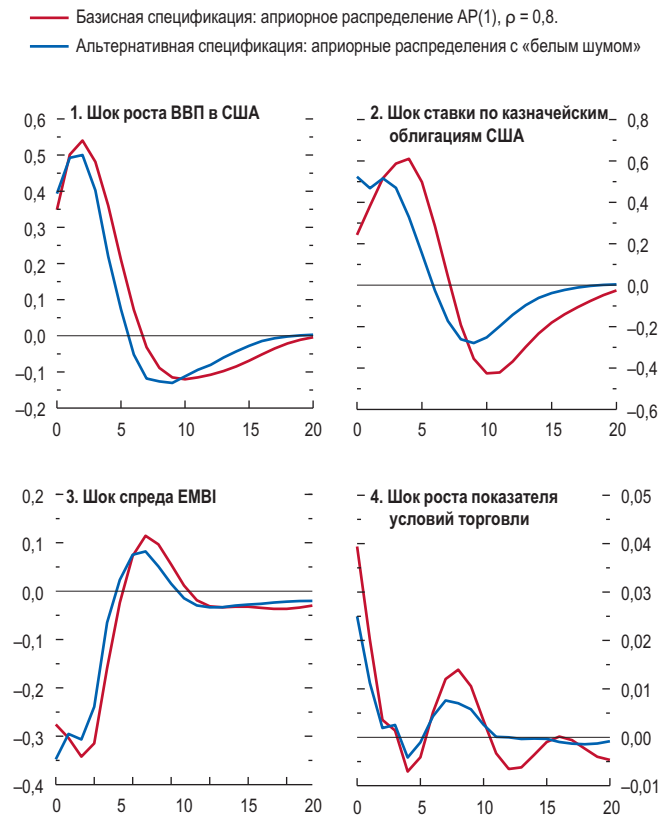 Базисная спецификация: априорное распределение АР(1), ρ = 0,8.
Альтернативная спецификация: априорные распределения с «белым шумом»
1. Шок роста ВВП в США
0,6
0,5
0,4
0,3
0,2
0,1
0,0
–0,1
–0,2
0 5 10 15 20
2. Шок ставки по казначейским
облигациям США
0,8
0,6
0,4
0,2
0,0
–0,2
–0,4
–0,6
0 5 10 15 20
3. Шок спреда EMBI
0,2
0,1
0,0
–0,1
–0,2
–0,3
–0,4
0 5 10 15 20
4. Шок роста показателя
условий торговли
0,05
0,04
0,03
0,02
0,01
0,00
–0,01
0 5 10 15 20